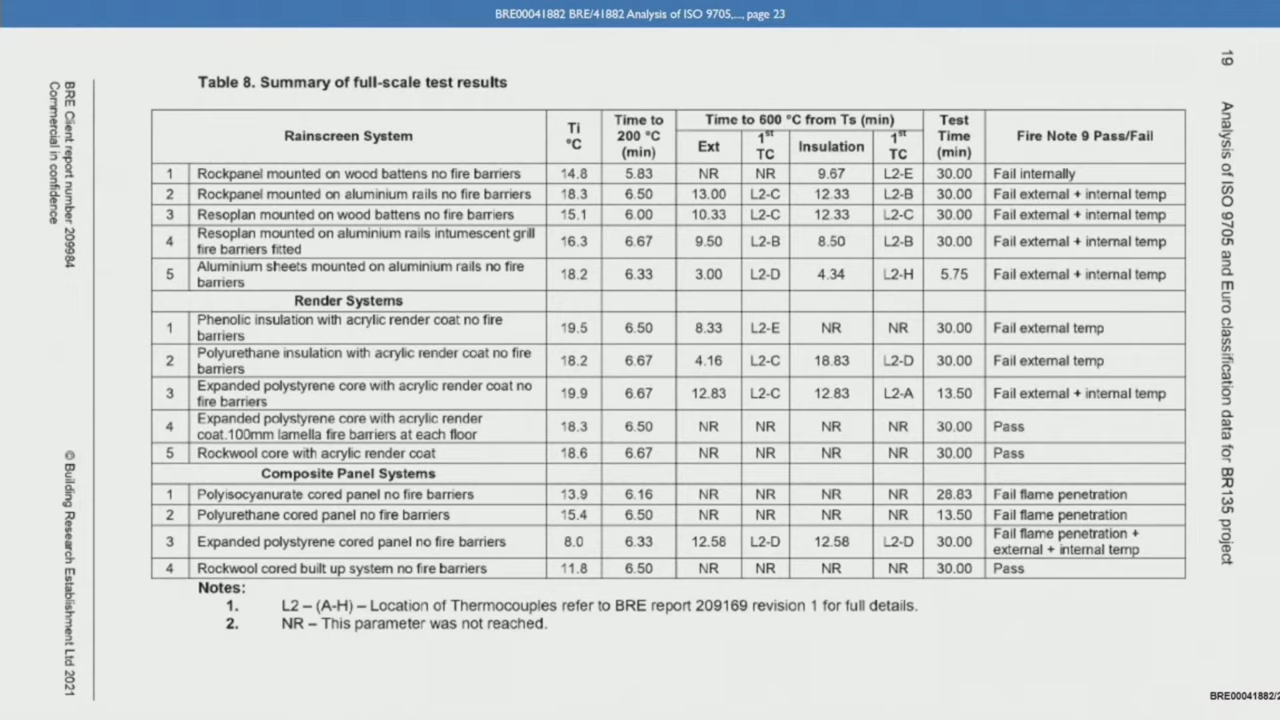 BRE00041882 BRE/41882 Analysis of ISO 9705,..., page 23
19 Analysis of ISO 9705 and Euro classification data for BR135 project
Table 8. Summary of full-scale test results
Rainscreen System | Ti °C | Time to 200 °C (min) | Time to 600 °C from Ts (min) | Test Time (min) | Fire Note 9 Pass/Fail
Ext | 1st TC | Insulation | 1st TC
1 Rockpanel mounted on wood battens no fire barriers 14.8 5.83 NR NR 9.67 L2-E 30.00 Fail internally
2 Rockpanel mounted on aluminium rails no fire barriers 18.3 6.50 13.00 L2-C 12.33 L2-B 30.00 Fail external + internal temp
3 Resoplan mounted on wood battens no fire barriers 15.1 6.00 10.33 L2-C 12.33 L2-C 30.00 Fail external + internal temp
4 Resoplan mounted on aluminium rails intumescent grill
fire barriers fitted 16.3 6.67 9.50 L2-B 8.50 L2-B 30.00 Fail external + internal temp
5 Aluminium sheets mounted on aluminium rails no fire
barriers 18.2 6.33 3.00 L2-D 4.34 L2-H 5.75 Fail external + internal temp
Render Systems
1 Phenolic insulation with acrylic render coat no fire
barriers 19.5 6.50 8.33 L2-E NR NR 30.00 Fail external temp
2 Polyurethane insulation with acrylic render coat no fire
barriers 18.2 6.67 4.16 L2-C 18.83 L2-D 30.00 Fail external temp
3 Expanded polystyrene core with acrylic render coat no
fire barriers 19.9 6.67 12.83 L2-C 12.83 L2-A 13.50 Fail external + internal temp
4 Expanded polystyrene core with acrylic render
coat.100mm lamella fire barriers at each floor 18.3 6.50 NR NR NR NR 30.00 Pass
5 Rockwool core with acrylic render coat 18.6 6.67 NR NR NR NR 30.00 Pass
Composite Panel Systems
1 Polyisocyanurate cored panel no fire barriers 13.9 6.16 NR NR NR NR 28.83 Fail flame penetration
2 Polyurethane cored panel no fire barriers 15.4 6.50 NR NR NR NR 13.50 Fail flame penetration
3 Expanded polystyrene cored panel no fire barriers 8.0 6.33 12.58 L2-D 12.58 L2-D 30.00 Fail flame penetration +
external + internal temp
4 Rockwool cored built up system no fire barriers 11.8 6.50 NR NR NR NR 30.00 Pass
Notes:
1. L2 – (A-H) – Location of Thermocouples refer to BRE report 209169 revision 1 for full details.
2. NR – This parameter was not reached.
BRE Client report number 209984
Commercial in confidence
© Building Research Establishment Ltd 2021
BRE00041882/2